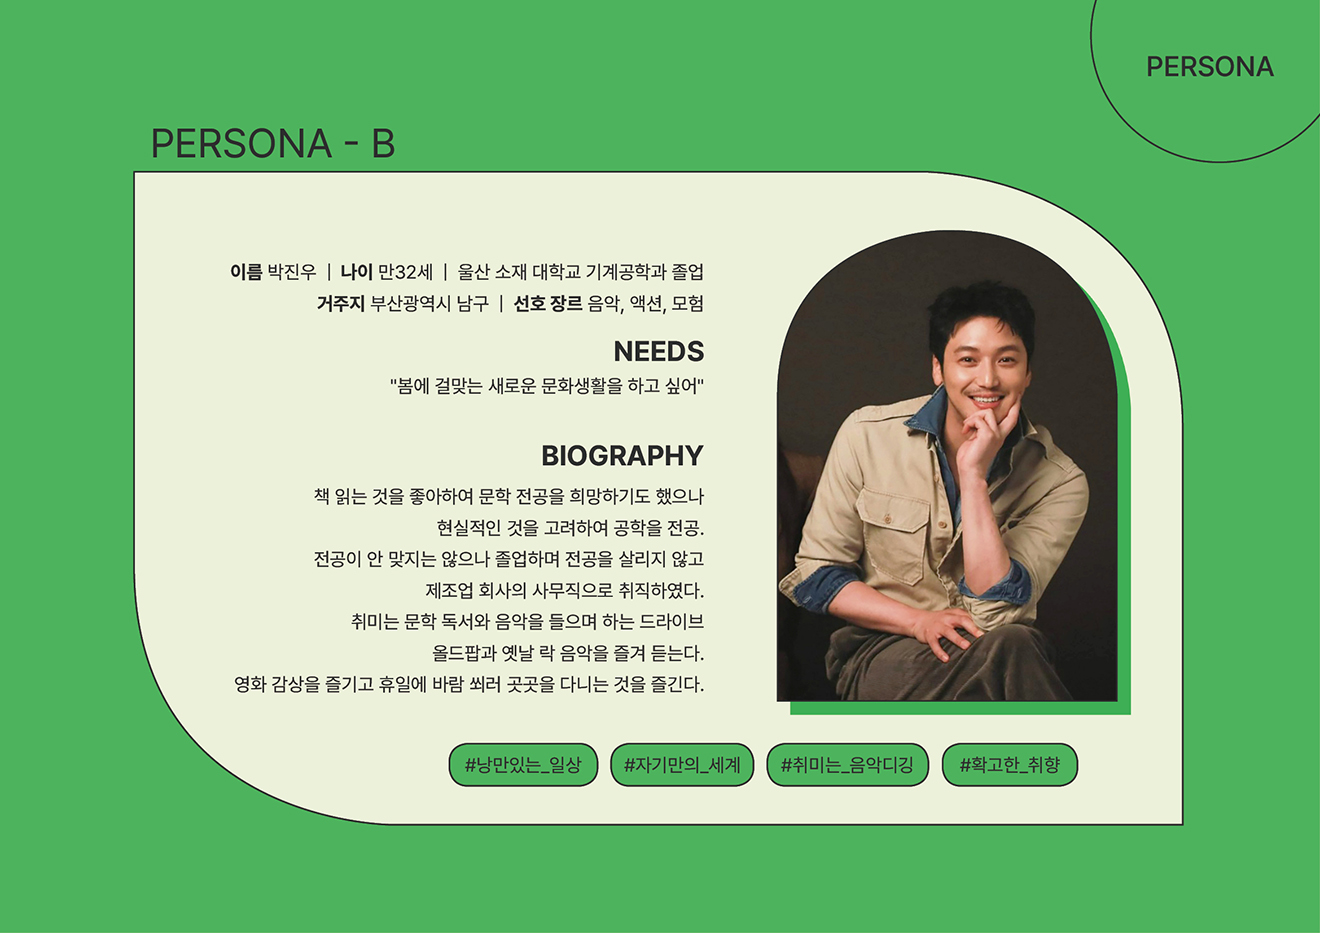 PERSONA
PERSONA - B
이름 박진우 | 나이 만32세 | 울산 소재 대학교 기계공학과 졸업
거주지 부산광역시 남구 | 선호 장르 음악, 액션, 모험
NEEDS
"봄에 걸맞는 새로운 문화생활을 하고 싶어"
BIOGRAPHY
책 읽는 것을 좋아하여 문학 전공을 희망하기도 했으나
현실적인 것을 고려하여 공학을 전공.
전공이 안 맞지는 않으나 졸업하며 전공을 살리지 않고
제조업 회사의 사무직으로 취직하였다.
취미는 문학 독서와 음악을 들으며 하는 드라이브
올드팝과 옛날 락 음악을 즐겨 듣는다.
영화 감상을 즐기고 휴일에 바람 쐬러 곳곳을 다니는 것을 즐긴다.
#낭만있는_일상 #자기만의_세계 #취미는_음악디깅 #확고한_취향